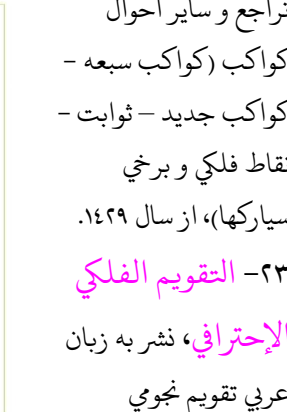 تراجع و سایر احوال
کواکب (کواکب سبعه -
کواکب جدید – ثوابت -
نقاط فلکي و برخي
سیارکها)، از سال ۱٤۲۹.
۲۳- التقویم الفلکي
الإحترافي، نشر به زبان
عربي تقویم نجومي